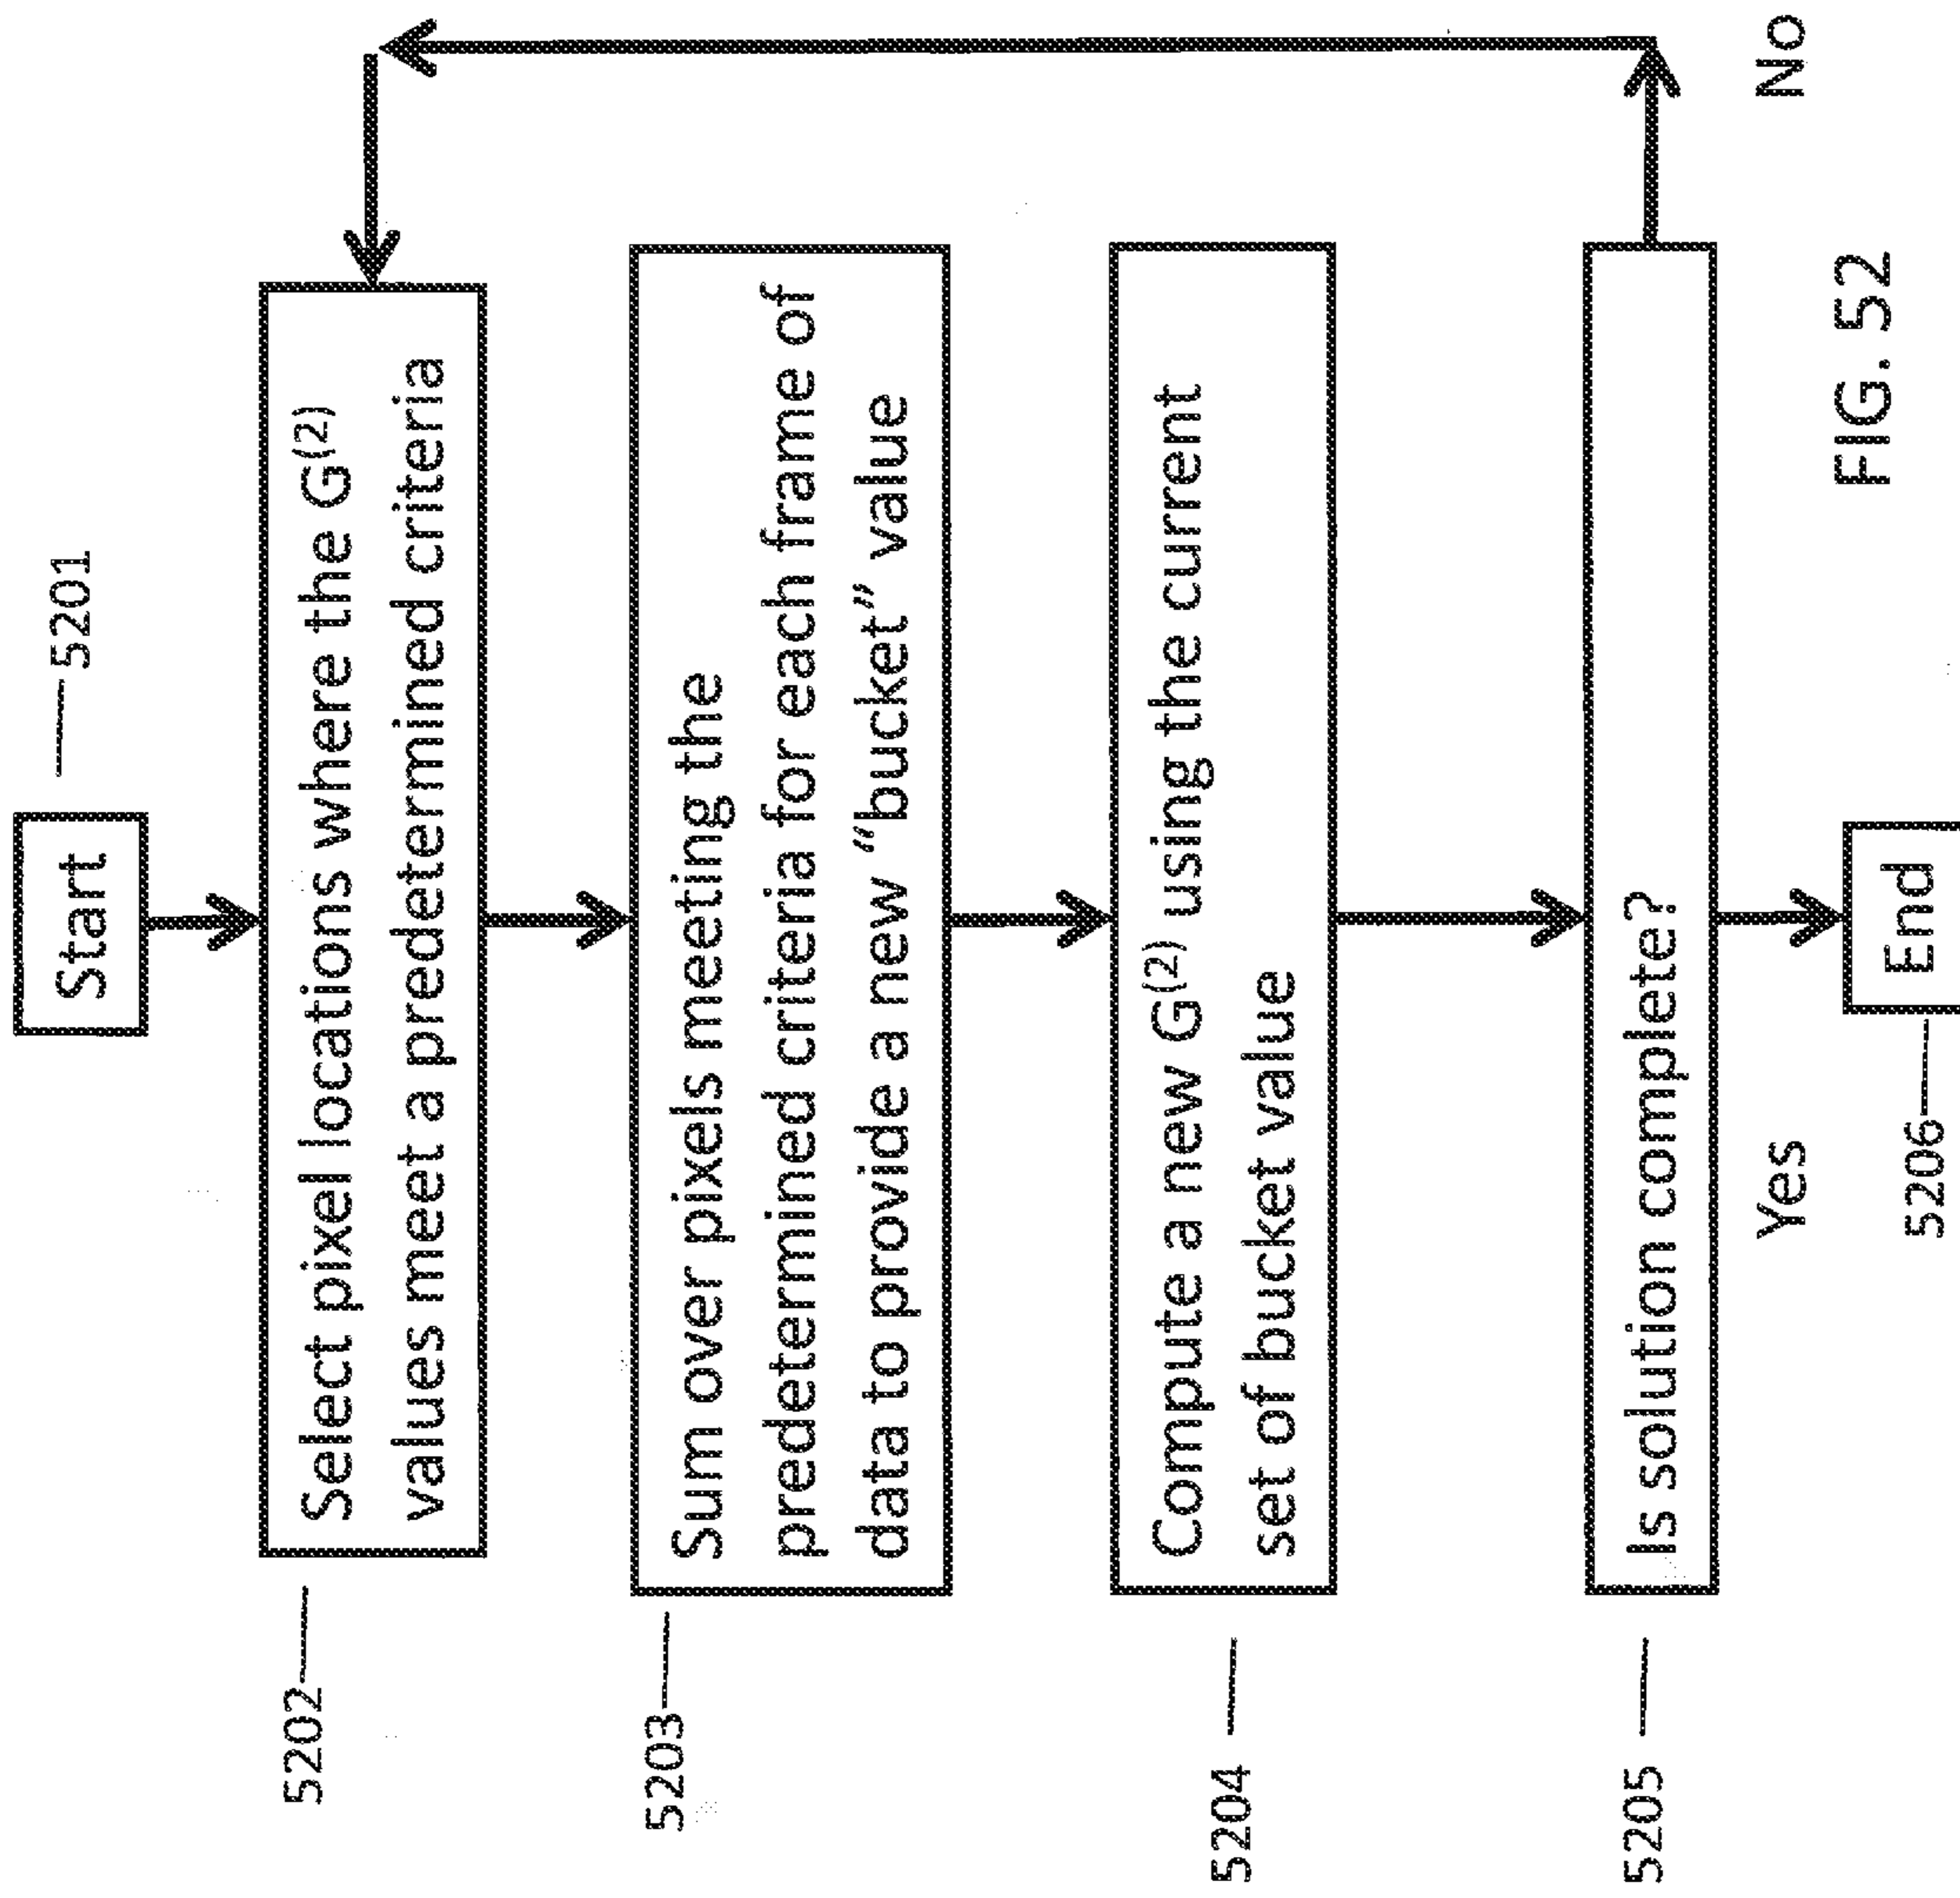 Start
5201
5202
Select pixel locations where the G(2)
values meet a predetermined criteria
5203
Sum over pixels meeting the
predetermined criteria for each frame of
data to provide a new “bucket” value
5204
Compute a new G(2) using the current
set of bucket value
5205
Is solution complete?
Yes
No
5206
End
FIG. 52